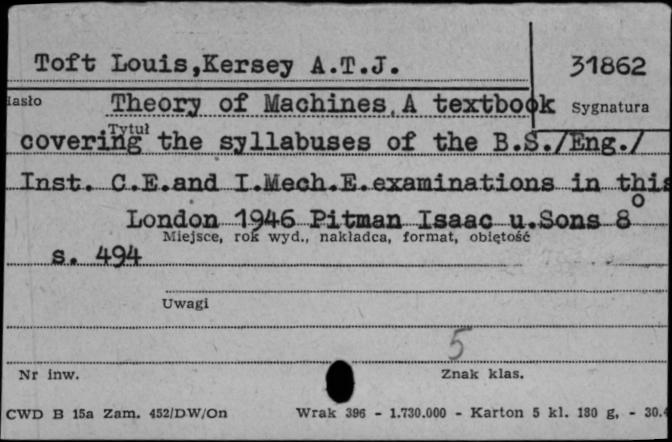 Toft Louis,Kersey A.T.J. 31862
Hasło Theory of Machines.A textbook Sygnatura
Tytuł
covering the syllabuses of the B.S./Eng./
Inst. C.E.and I.Mech.E.examinations in this
London 1946 Pitman Isaac u.Sons 8º
Miejsce, rok wyd., nakładca, format, objętość
s. 494
Uwagi
5
Nr inw. Znak klas.
CWD B 15a Zam. 452/DW/On Wrak 396 - 1.730.000 - Karton 5 kl. 180 g, - 30.4